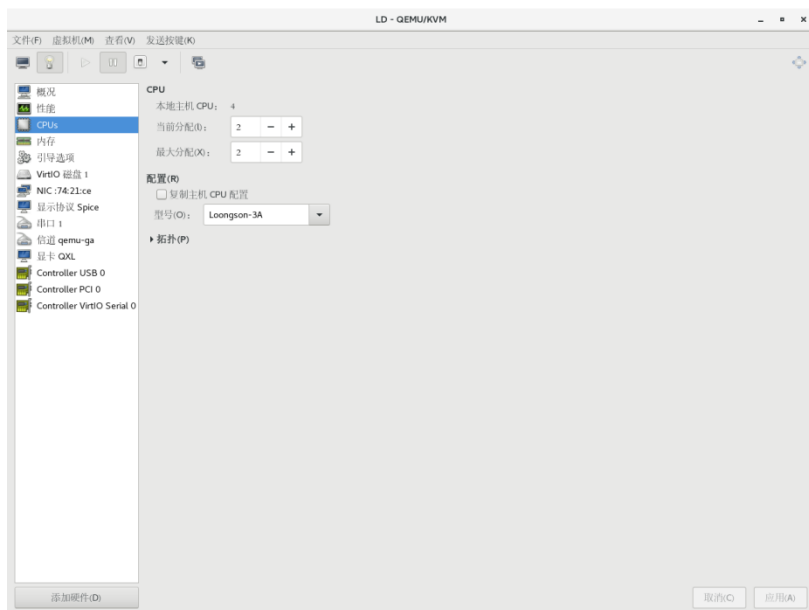 LD - QEMU/KVM
文件(F) 虚拟机(M) 查看(V) 发送按键(K)
概况
性能
CPUs
内存
引导选项
VirtIO 磁盘 1
NIC :74:21:ce
显示协议 Spice
串口 1
信道 qemu-ga
显卡 QXL
Controller USB 0
Controller PCI 0
Controller VirtIO Serial 0
添加硬件(D)
CPU
本地主机 CPU: 4
当前分配(I): 2 − +
最大分配(X): 2 − +
配置(R)
复制主机 CPU 配置
型号(O): Loongson-3A
拓扑(P)
取消(C) 应用(A)